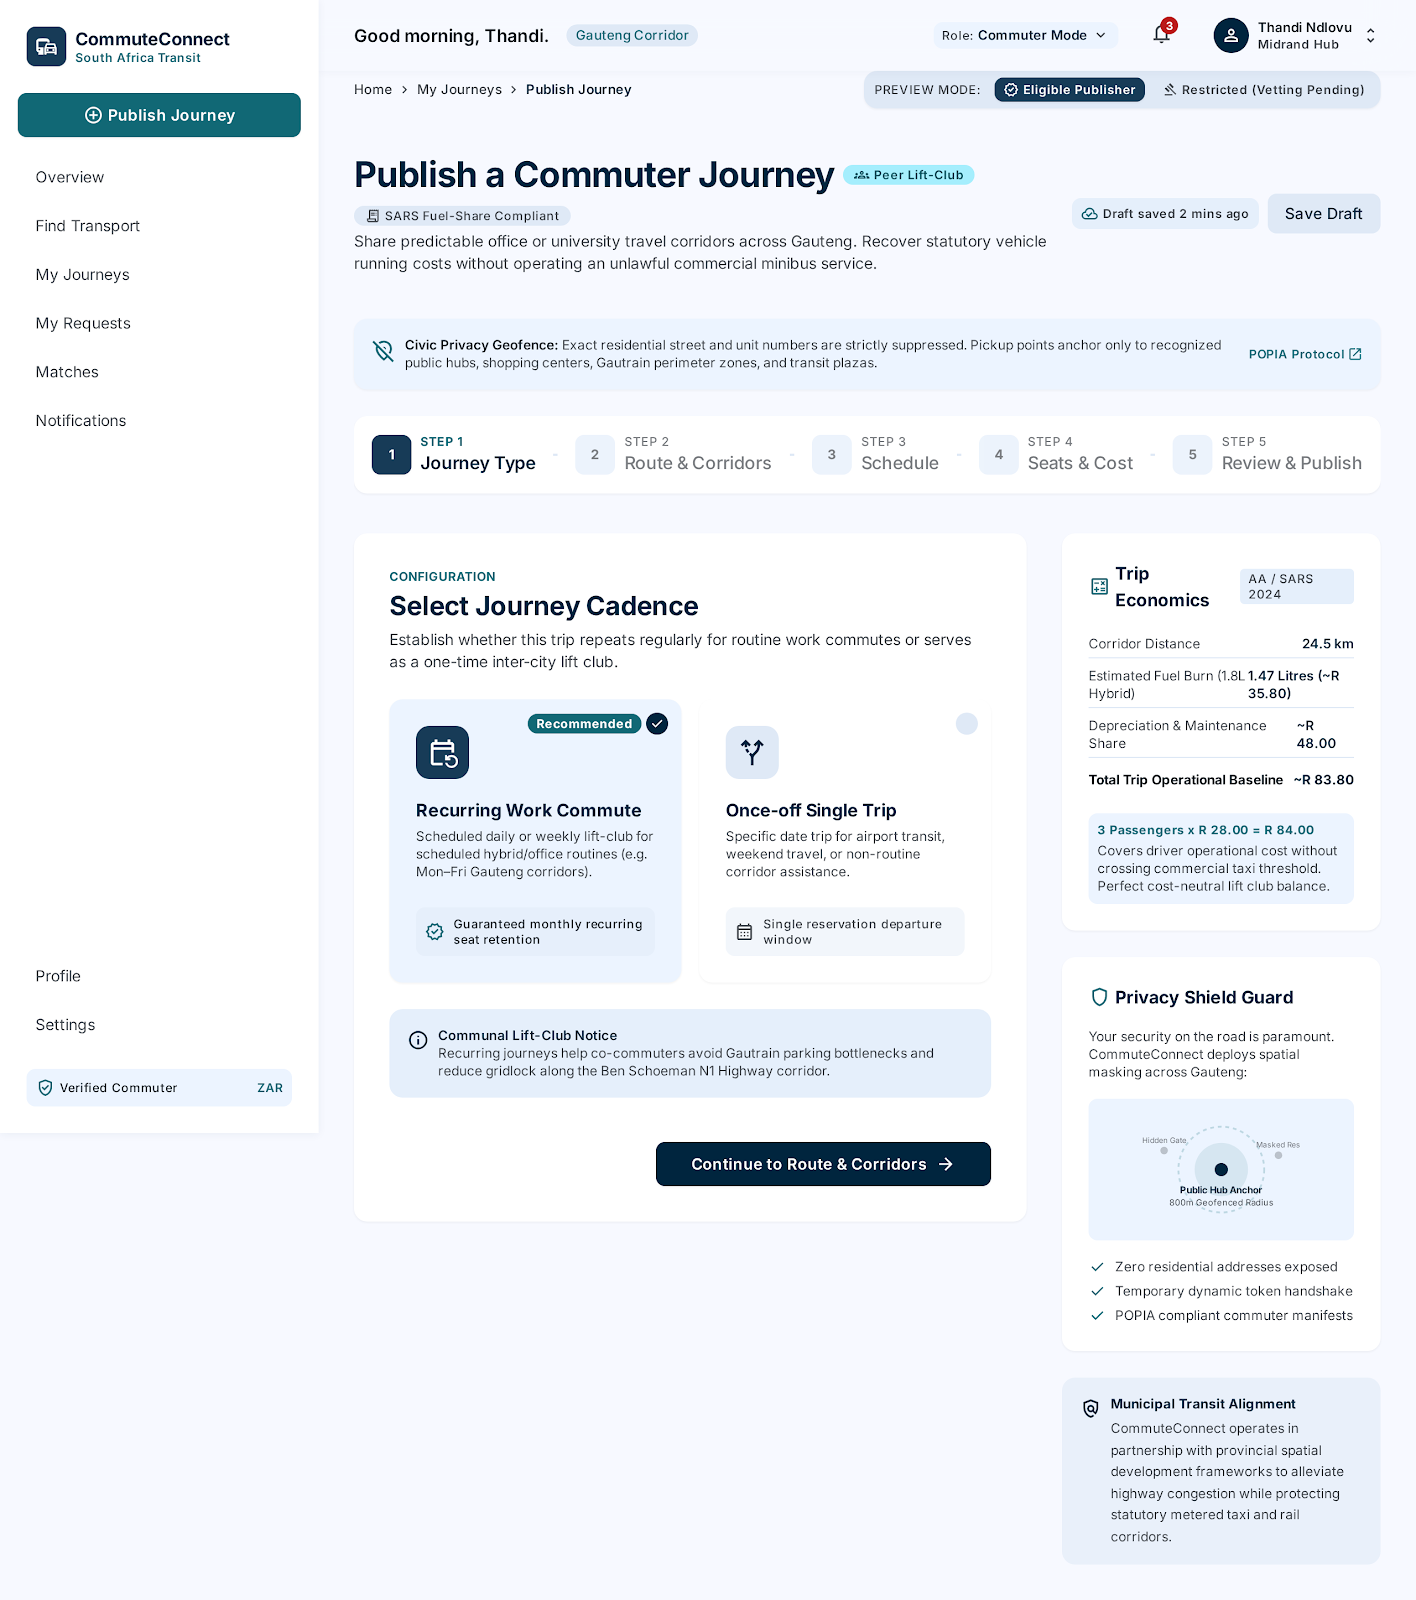 CommuteConnect
South Africa Transit
Publish Journey
Overview
Find Transport
My Journeys
My Requests
Matches
Notifications
Profile
Settings
Verified Commuter
ZAR
Good morning, Thandi.
Gauteng Corridor
Role: Commuter Mode
3
Thandi Ndlovu
Midrand Hub
Home
My Journeys
Publish Journey
PREVIEW MODE:
Eligible Publisher
Restricted (Vetting Pending)
Publish a Commuter Journey
Peer Lift-Club
SARS Fuel-Share Compliant
Share predictable office or university travel corridors across Gauteng. Recover statutory vehicle
running costs without operating an unlawful commercial minibus service.
Draft saved 2 mins ago
Save Draft
Civic Privacy Geofence: Exact residential street and unit numbers are strictly suppressed. Pickup points anchor only to recognized
public hubs, shopping centers, Gautrain perimeter zones, and transit plazas.
POPIA Protocol
1
STEP 1
Journey Type
-
2
STEP 2
Route & Corridors
-
3
STEP 3
Schedule
-
4
STEP 4
Seats & Cost
-
5
STEP 5
Review & Publish
CONFIGURATION
Select Journey Cadence
Establish whether this trip repeats regularly for routine work commutes or serves
as a one-time inter-city lift club.
Recommended
Recurring Work Commute
Scheduled daily or weekly lift-club for
scheduled hybrid/office routines (e.g.
Mon–Fri Gauteng corridors).
Guaranteed monthly recurring
seat retention
Once-off Single Trip
Specific date trip for airport transit,
weekend travel, or non-routine
corridor assistance.
Single reservation departure
window
Communal Lift-Club Notice
Recurring journeys help co-commuters avoid Gautrain parking bottlenecks and
reduce gridlock along the Ben Schoeman N1 Highway corridor.
Continue to Route & Corridors
Trip
Economics
AA / SARS
2024
Corridor Distance
24.5 km
Estimated Fuel Burn (1.8L
Hybrid)
1.47 Litres (~R
35.80)
Depreciation & Maintenance
Share
~R
48.00
Total Trip Operational Baseline
~R 83.80
3 Passengers x R 28.00 = R 84.00
Covers driver operational cost without
crossing commercial taxi threshold.
Perfect cost-neutral lift club balance.
Privacy Shield Guard
Your security on the road is paramount.
CommuteConnect deploys spatial
masking across Gauteng:
Hidden Gate
Masked Res
Public Hub Anchor
800m Geofenced Radius
Zero residential addresses exposed
Temporary dynamic token handshake
POPIA compliant commuter manifests
Municipal Transit Alignment
CommuteConnect operates in
partnership with provincial spatial
development frameworks to alleviate
highway congestion while protecting
statutory metered taxi and rail
corridors.